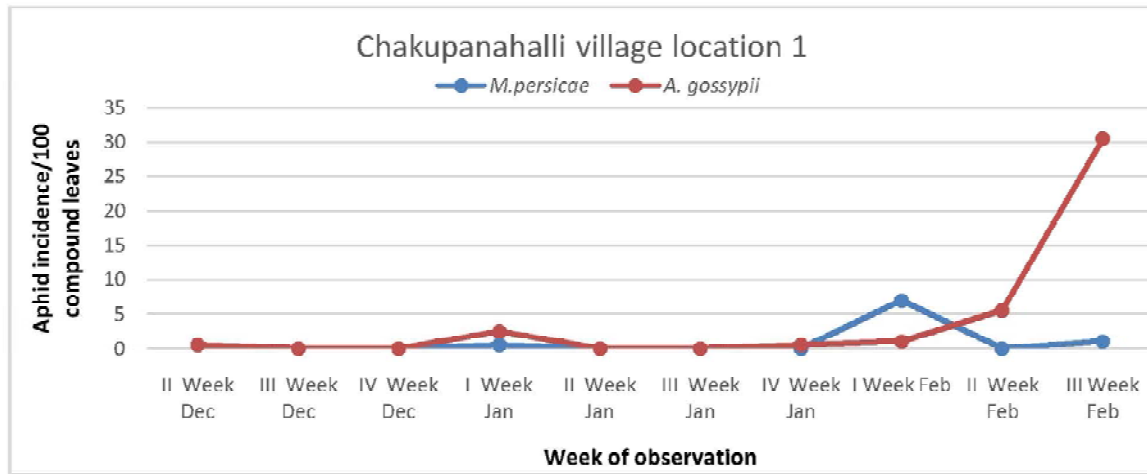 Chakupanahalli village location 1
M.persicae A. gossypii
Aphid incidence/100
compound leaves
35
30
25
20
15
10
5
0
II Week Dec
III Week Dec
IV Week Dec
I Week Jan
II Week Jan
III Week Jan
IV Week Jan
I Week Feb
II Week Feb
III Week Feb
Week of observation